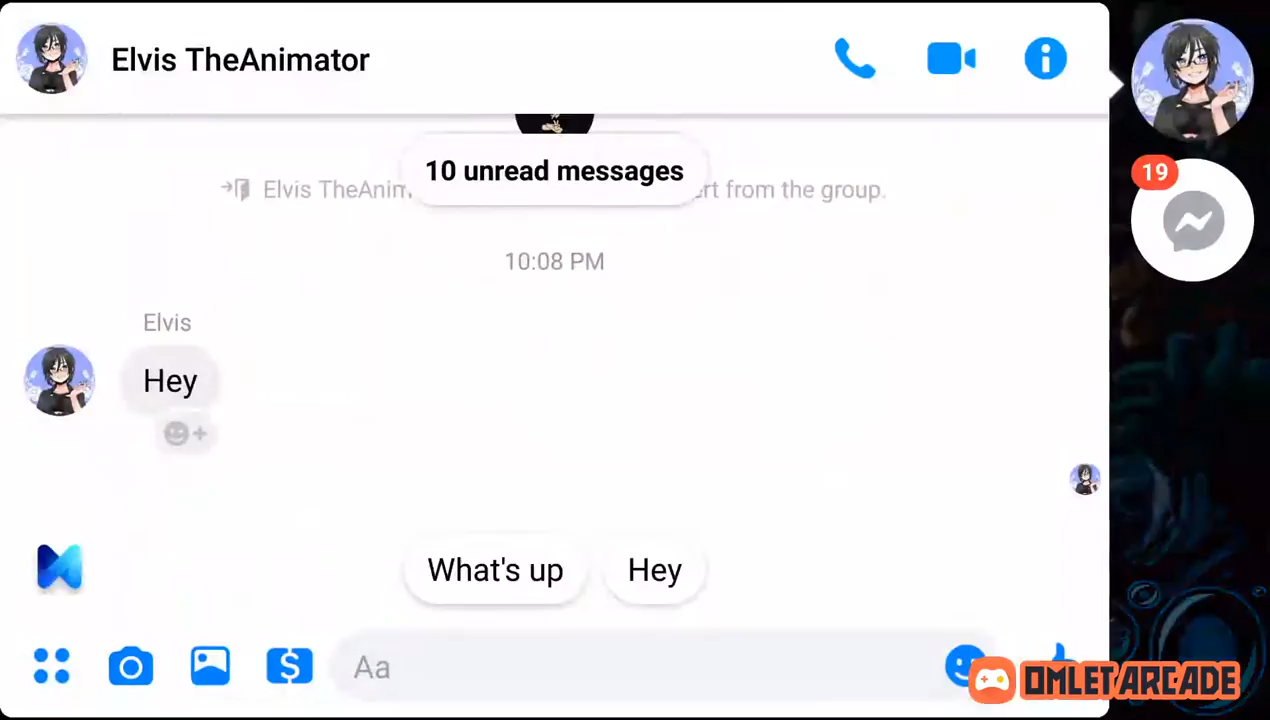 Elvis TheAnimator
10 unread messages
Elvis TheAnim
rt from the group.
19
10:08 PM
Elvis
Hey
What's up
Hey
Aa
OMLET ARCADE